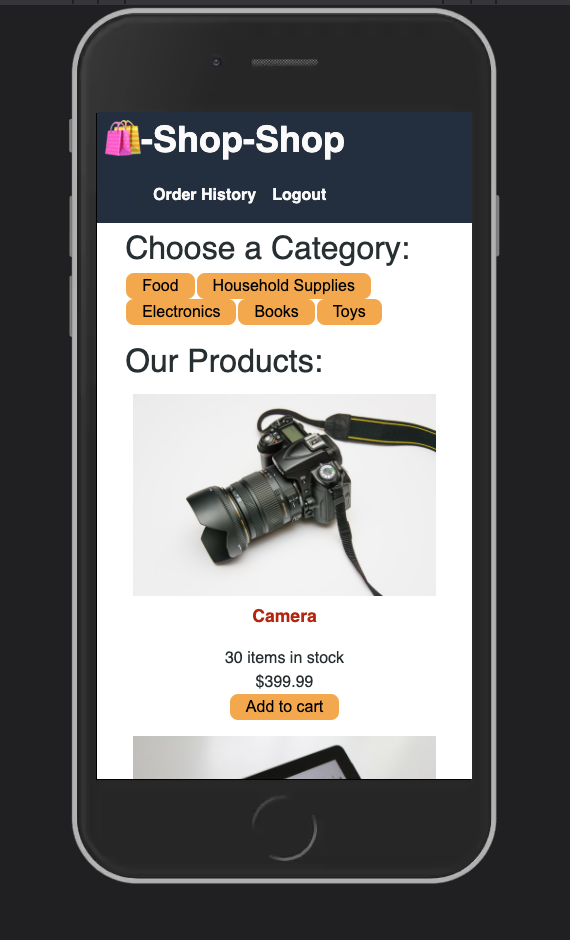 🛍️-Shop-Shop
Order History Logout
Choose a Category:
Food Household Supplies
Electronics Books Toys
Our Products:
Camera
30 items in stock
$399.99
Add to cart